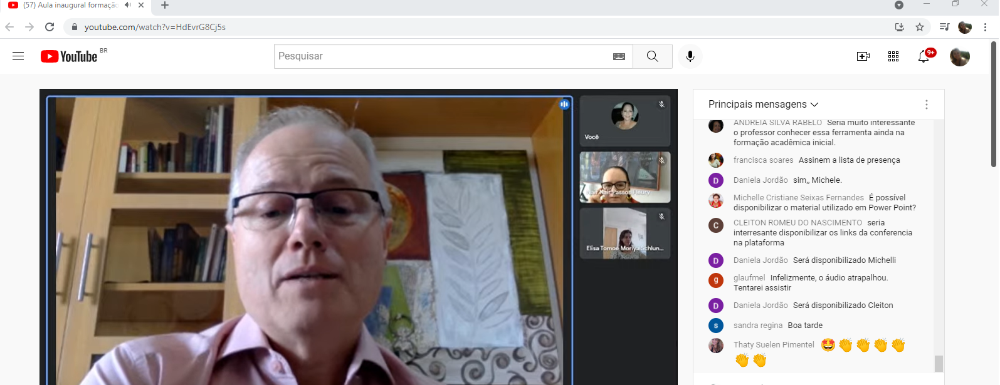 (57) Aula inaugural formação
youtube.com/watch?v=HdEvrG8Cj5s
YouTube BR
Pesquisar
9+
Você
Nair Passos Fleury
Elisa Tomoe Moriya Schlun...
Principais mensagens
ANDREIA SILVA RABELO Seria muito interessante
o professor conhecer essa ferramenta ainda na
formação acadêmica inicial.
francisca soares Assinem a lista de presença
D Daniela Jordão sim,, Michele.
Michelle Cristiane Seixas Fernandes É possível
disponibilizar o material utilizado em Power Point?
C CLEITON ROMEU DO NASCIMENTO seria
interresante disponibilizar os links da conferencia
na plataforma
D Daniela Jordão Será disponibilizado Michelli
g glaufmel Infelizmente, o áudio atrapalhou.
Tentarei assistir
D Daniela Jordão Será disponibilizado Cleiton
s sandra regina Boa tarde
Thaty Suelen Pimentel 🤩👏👏👏👏
👏👏